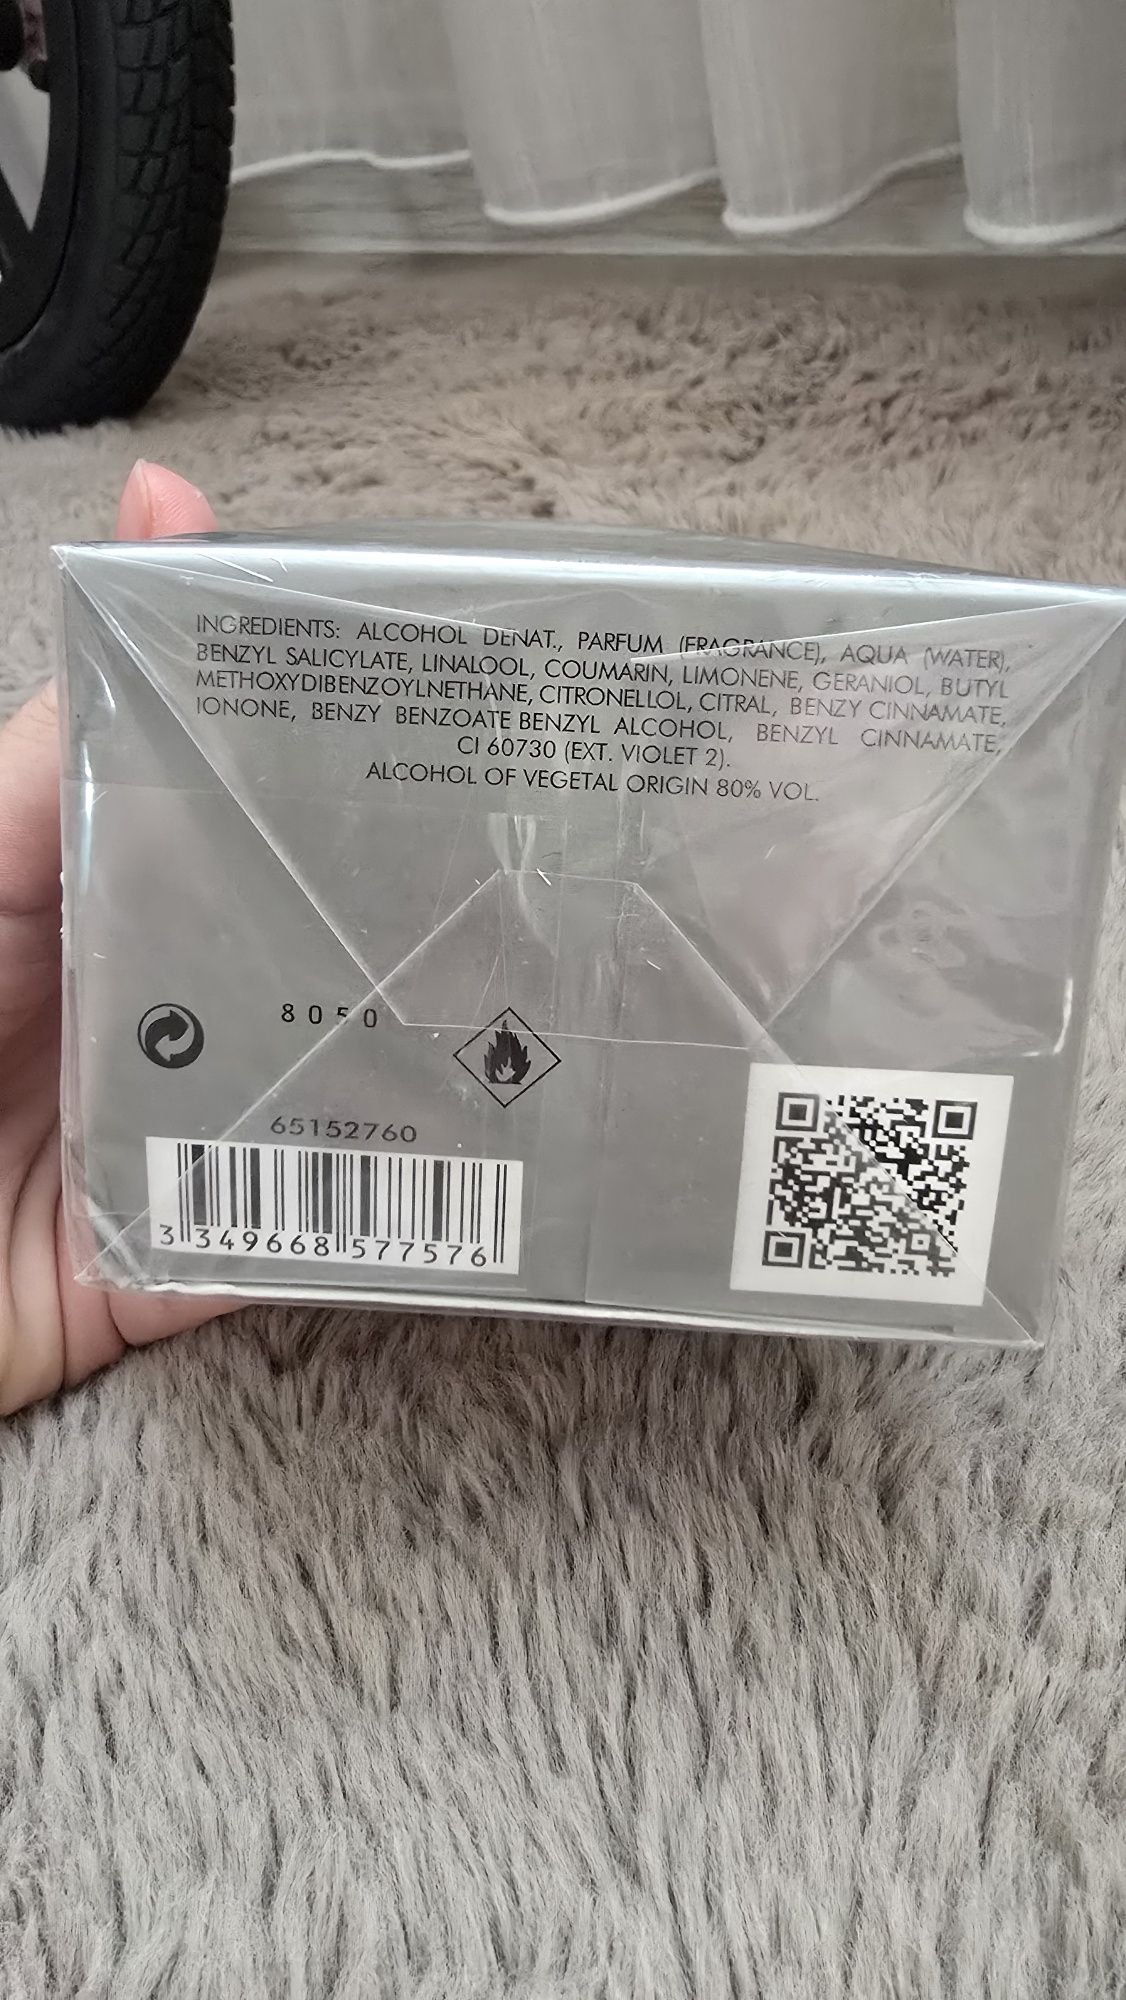 INGREDIENTS: ALCOHOL DENAT., PARFUM (FRAGRANCE), AQUA (WATER),
BENZYL SALICYLATE, LINALOOL, COUMARIN, LIMONENE, GERANIOL, BUTYL
METHOXYDIBENZOYLNETHANE, CITRONELLOL, CITRAL, BENZY CINNAMATE,
IONONE, BENZY BENZOATE BENZYL ALCOHOL, BENZYL CINNAMATE,
CI 60730 (EXT. VIOLET 2).
ALCOHOL OF VEGETAL ORIGIN 80% VOL.
8050
65152760
3 349668 577576